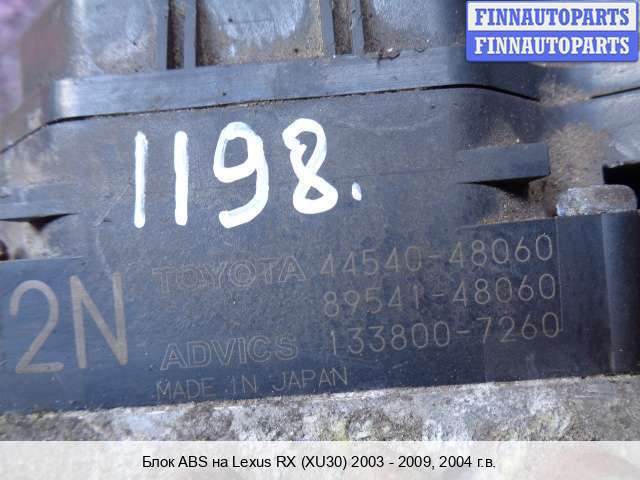 FINNAUTOPARTS
FINNAUTOPARTS
1198.
TOYOTA 44540-48060
89541-48060
2N
ADVICS 133800-7260
MADE IN JAPAN
Блок ABS на Lexus RX (XU30) 2003 - 2009, 2004 г.в.